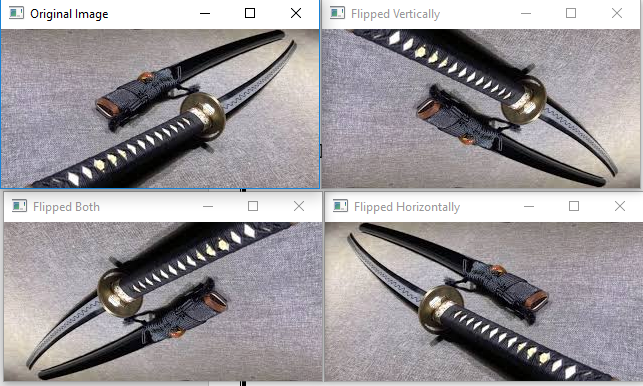 Original Image
Flipped Vertically
Flipped Both
Flipped Horizontally